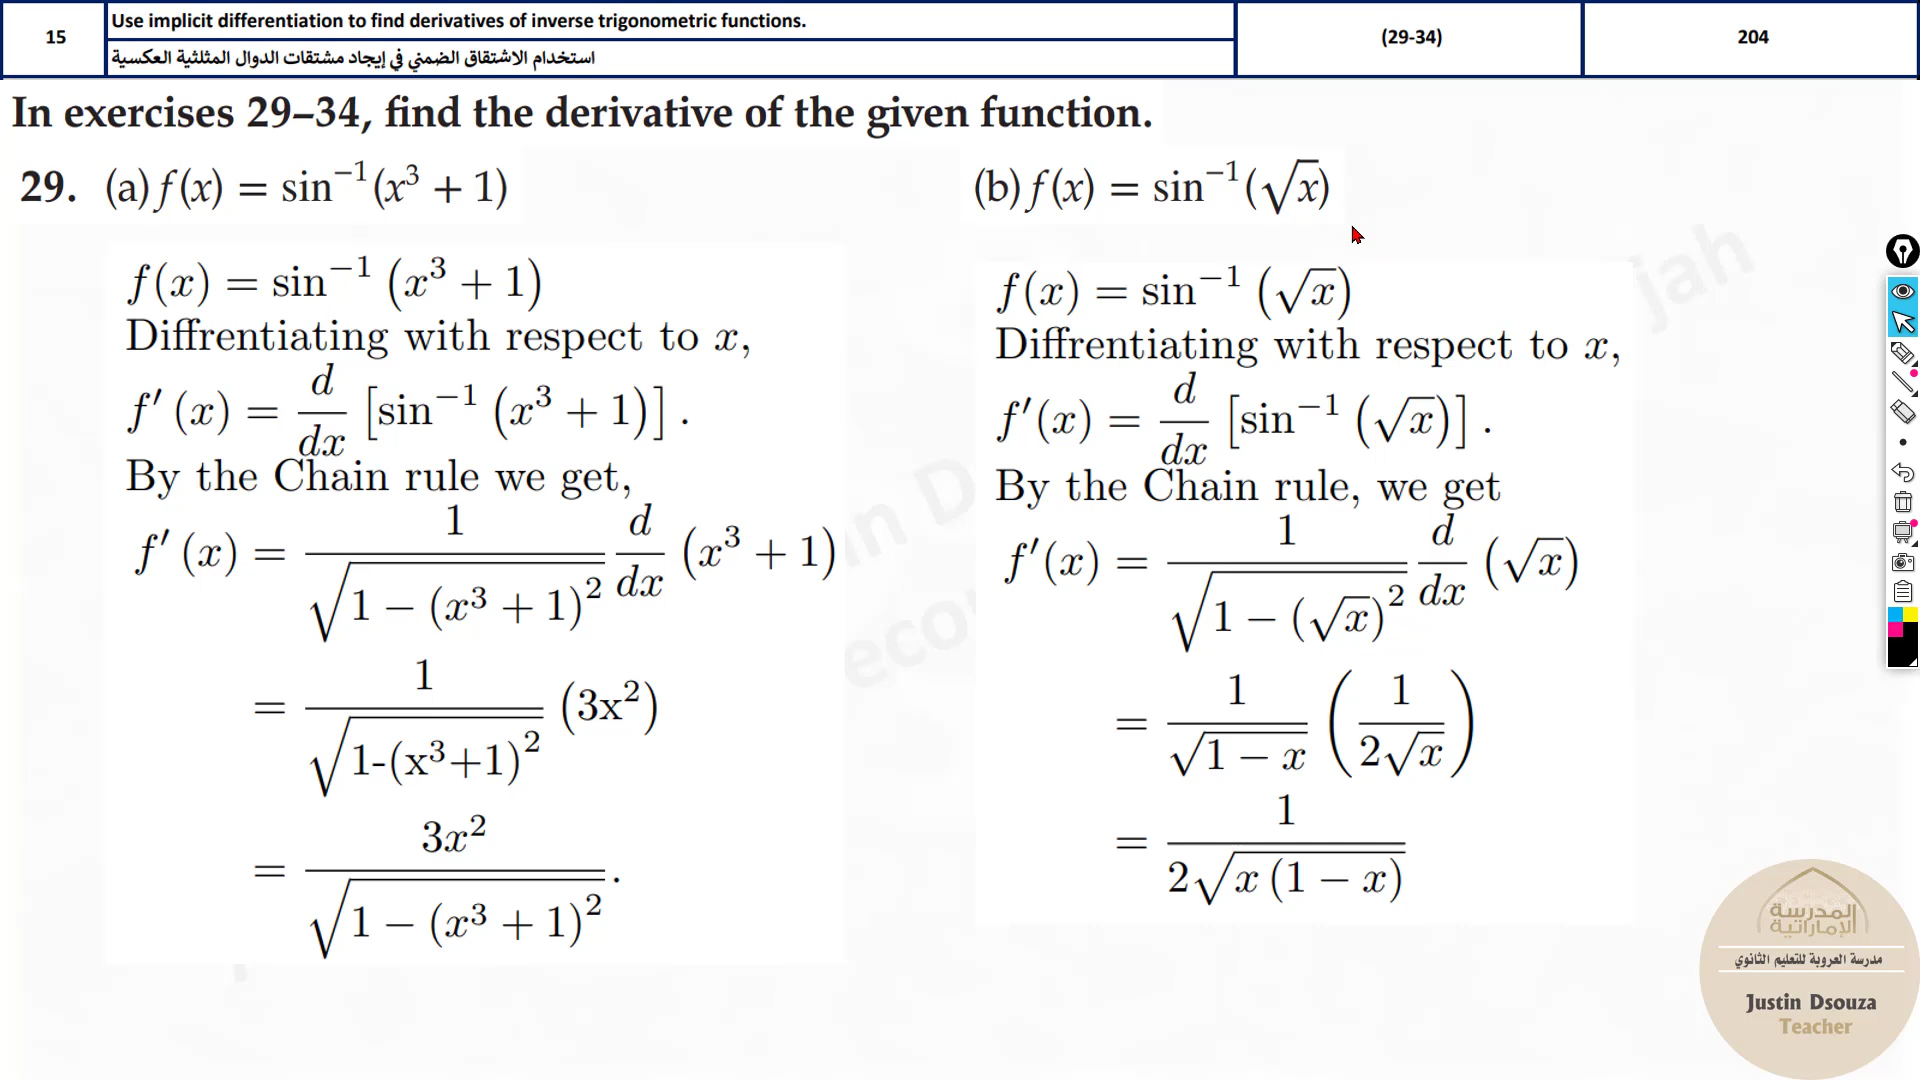 15
Use implicit differentiation to find derivatives of inverse trigonometric functions.
استخدام الاشتقاق الضمني في إيجاد مشتقات الدوال المثلثية العكسية
(29-34)
204
In exercises 29–34, find the derivative of the given function.
29. (a) f(x) = sin⁻¹(x³ + 1)
f(x) = sin⁻¹ (x³ + 1)
Diffrentiating with respect to x,
f′ (x) = d/dx [sin⁻¹ (x³ + 1)] .
By the Chain rule we get,
f′ (x) = 1/√(1 − (x³ + 1)²) d/dx (x³ + 1)
= 1/√(1-(x³+1)²) (3x²)
= 3x²/√(1 − (x³ + 1)²) .
(b) f(x) = sin⁻¹(√x)
f(x) = sin⁻¹ (√x)
Diffrentiating with respect to x,
f′(x) = d/dx [sin⁻¹ (√x)] .
By the Chain rule, we get
f′(x) = 1/√(1 − (√x)²) d/dx (√x)
= 1/√(1 − x) (1/(2√x))
= 1/(2√(x (1 − x)))
jah
in D
eco
المدرسة
الإماراتية
مدرسة العروبة للتعليم الثانوي
Justin Dsouza
Teacher